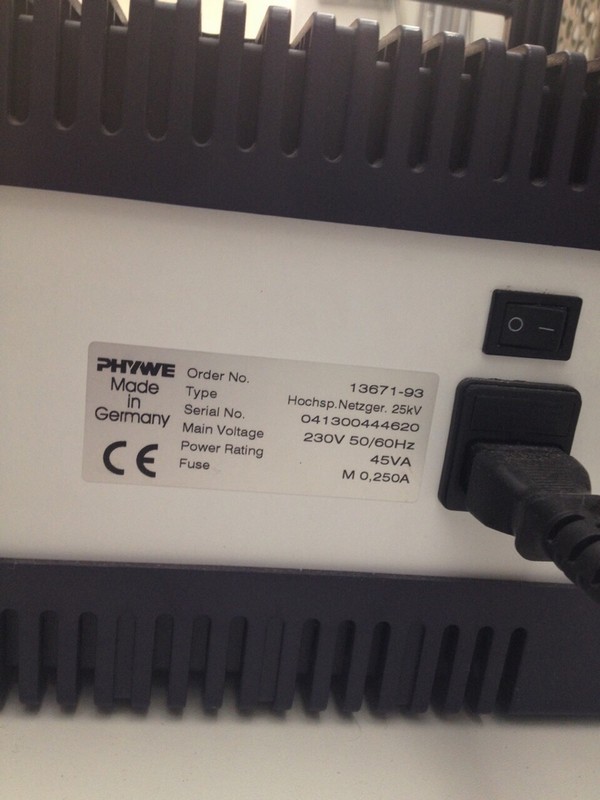 PHYWE
Made
in
Germany
CE
Order No. 13671-93
Type Hochsp.Netzger. 25kV
Serial No. 041300444620
Main Voltage 230V 50/60Hz
Power Rating 45VA
Fuse M 0,250A
O I